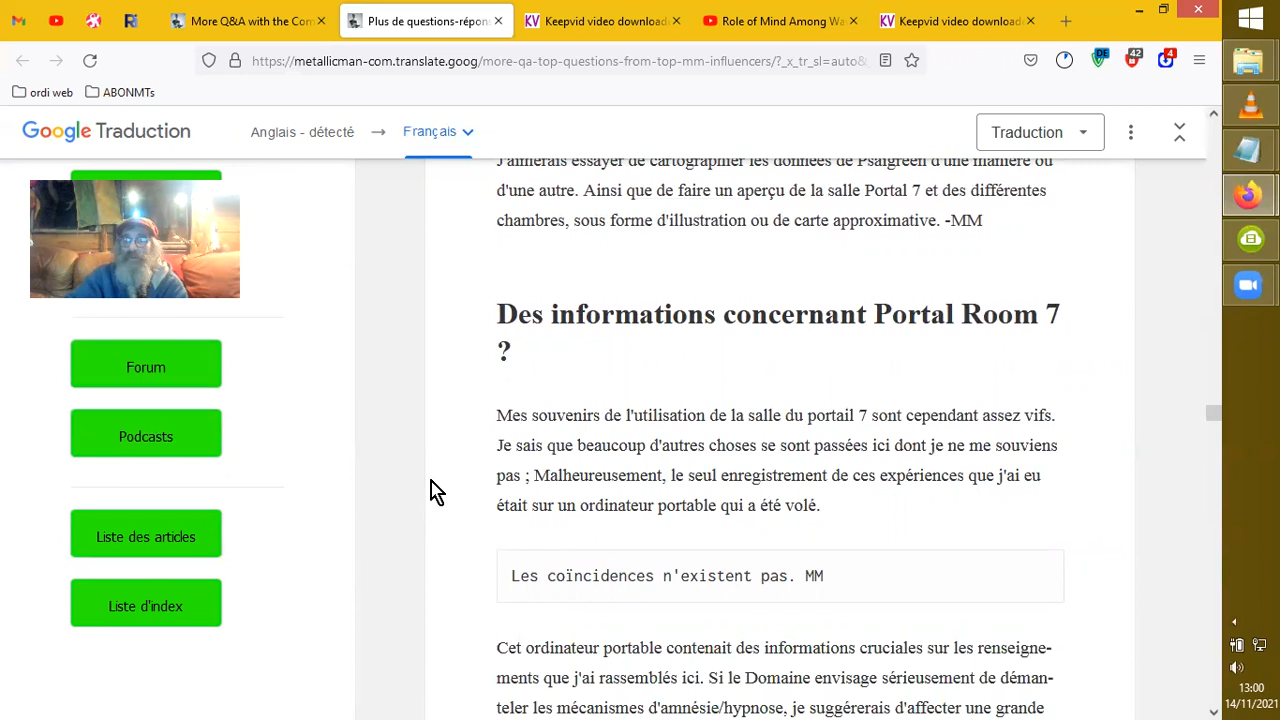 More Q&A with the Com
Plus de questions-répon
Keepvid video download
Role of Mind Among Wa
Keepvid video download
https://metallicman-com.translate.goog/more-qa-and-questions-from-top-mm-influencers/?_x_tr_sl=auto&
DE
42
4
ordi web
ABONMTs
Google Traduction
Anglais - détecté
Français
Traduction
J'aimerais essayer de cartographier les données de Psaigreen d'une manière ou
d'une autre. Ainsi que de faire un aperçu de la salle Portal 7 et des différentes
chambres, sous forme d'illustration ou de carte approximative. -MM
Forum
Podcasts
Liste des articles
Liste d'index
Des informations concernant Portal Room 7
?
Mes souvenirs de l'utilisation de la salle du portail 7 sont cependant assez vifs.
Je sais que beaucoup d'autres choses se sont passées ici dont je ne me souviens
pas ; Malheureusement, le seul enregistrement de ces expériences que j'ai eu
était sur un ordinateur portable qui a été volé.
Les coïncidences n'existent pas. MM
Cet ordinateur portable contenait des informations cruciales sur les renseigne-
ments que j'ai rassemblés ici. Si le Domaine envisage sérieusement de déman-
teler les mécanismes d'amnésie/hypnose, je suggérerais d'affecter une grande
13:00
14/11/2021